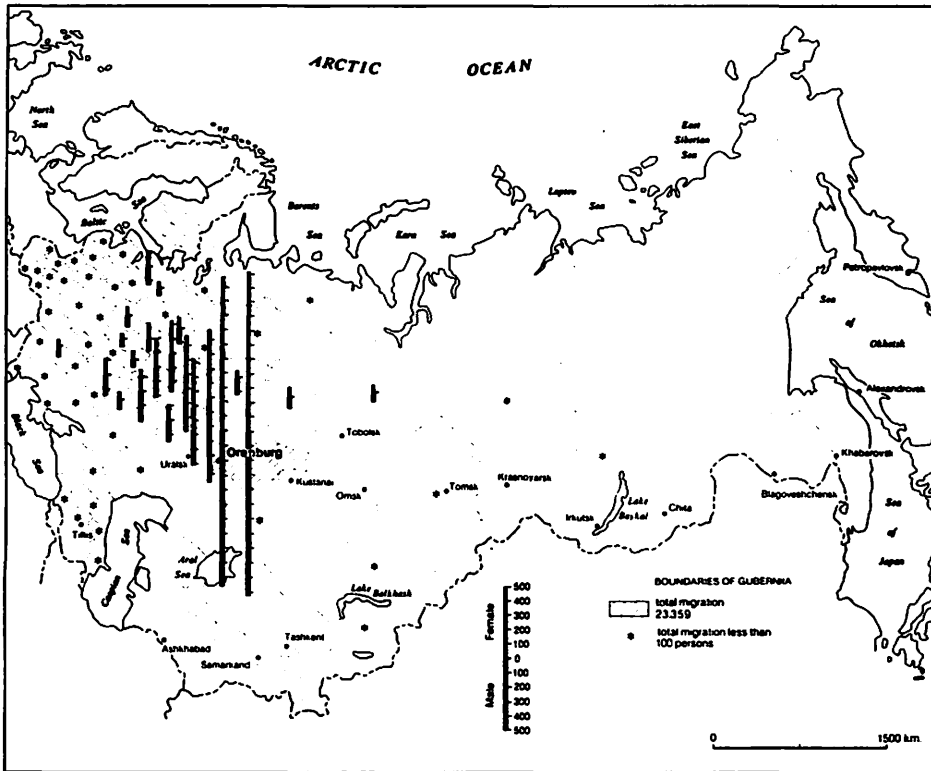 ARCTIC OCEAN
North
Sea
East
Siberian
Sea
Laptev
Sea
Barents
Sea
Kara Sea
Baltic
Sea
Petropavlovsk
Sea
of
Okhotsk
Alexandrovsk
Black
Sea
Tobolsk
Orenburg
Uralsk
Kustanai
Omsk
Tomsk
Krasnoyarsk
Khabarovsk
Blagoveshchensk
Irkutsk
Lake
Baskal
Chita
Sea
of
Japan
Tiflis
Caspian
Sea
Aral
Sea
Lake
Balkhash
Ashkhabad
Samarkand
Tashkent
Female
Male
500
400
300
200
100
0
100
200
300
400
500
BOUNDARIES OF GUBERNIA
total migration
23.359
total migration less than
100 persons
0 1500 km.